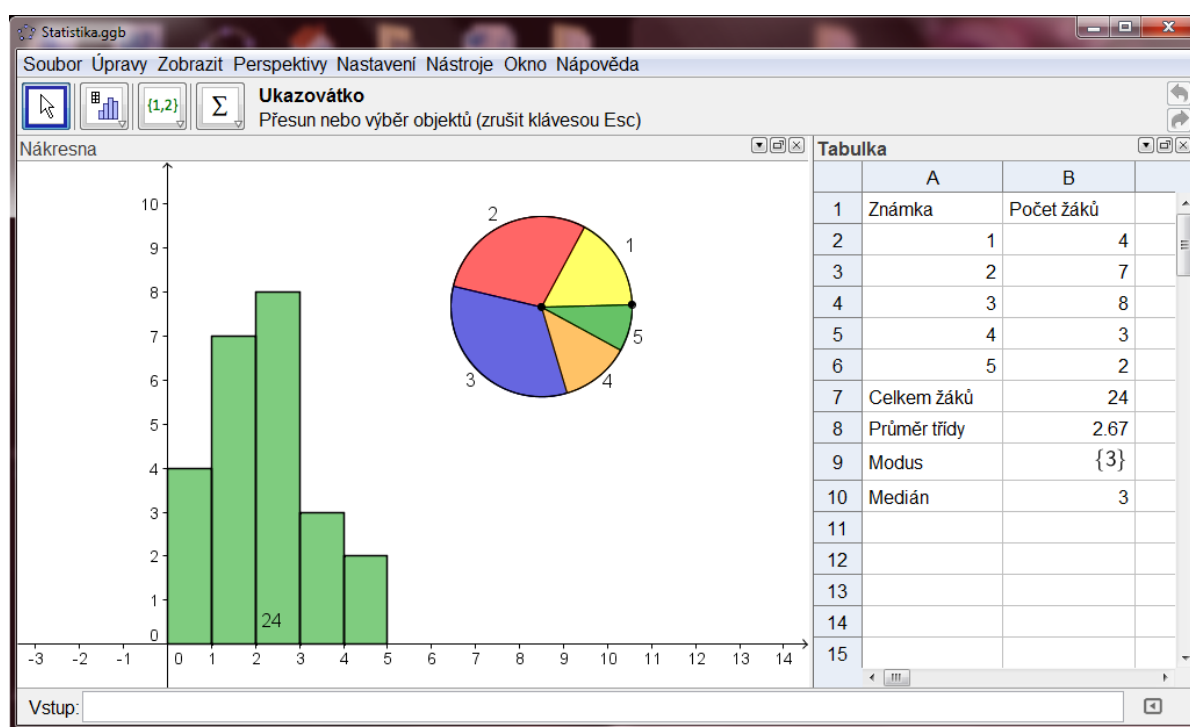 Statistika.ggb
Soubor Úpravy Zobrazit Perspektivy Nastavení Nástroje Okno Nápověda
{1,2} Σ
Ukazovátko
Přesun nebo výběr objektů (zrušit klávesou Esc)
Nákresna
10
9
8
7
6
5
4
3
2
1
0
-3 -2 -1 0 1 2 3 4 5 6 7 8 9 10 11 12 13 14
24
2
1
5
3
4
Tabulka
A B
1 Známka Počet žáků
2 1 4
3 2 7
4 3 8
5 4 3
6 5 2
7 Celkem žáků 24
8 Průměr třídy 2.67
9 Modus {3}
10 Medián 3
11
12
13
14
15
Vstup: